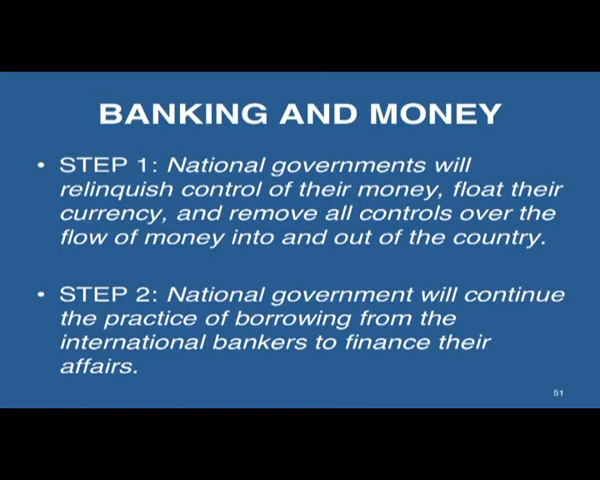 BANKING AND MONEY
• STEP 1: National governments will
relinquish control of their money, float their
currency, and remove all controls over the
flow of money into and out of the country.
• STEP 2: National government will continue
the practice of borrowing from the
international bankers to finance their
affairs.
51